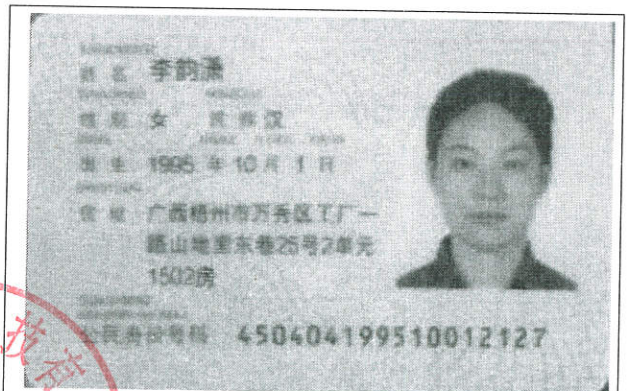 姓名 李韵潇
性别 女 民族 汉
出生 1995 年 10 月 1 日
住址 广西梧州市万秀区工厂一
路山地里东巷25号2单元
1502房
公民身份号码 450404199510012127
技